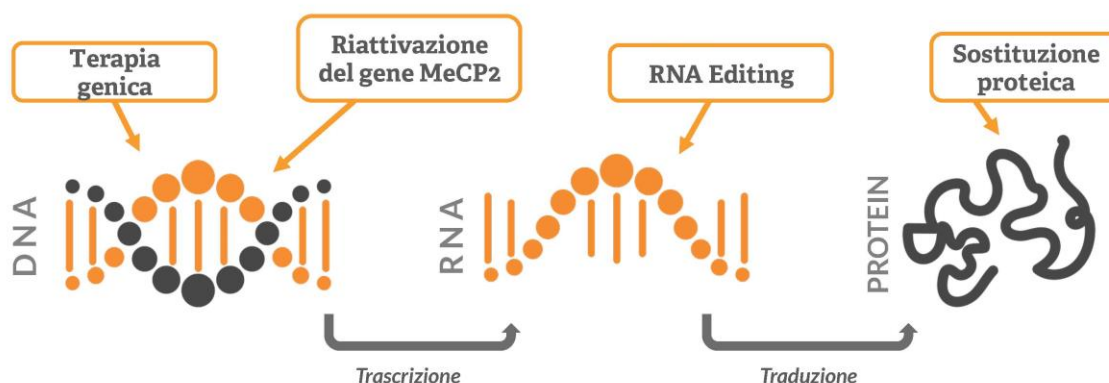 Terapia
genica
Riattivazione
del gene MeCP2
RNA Editing
Sostituzione
proteica
DNA
RNA
PROTEIN
Trascrizione
Traduzione